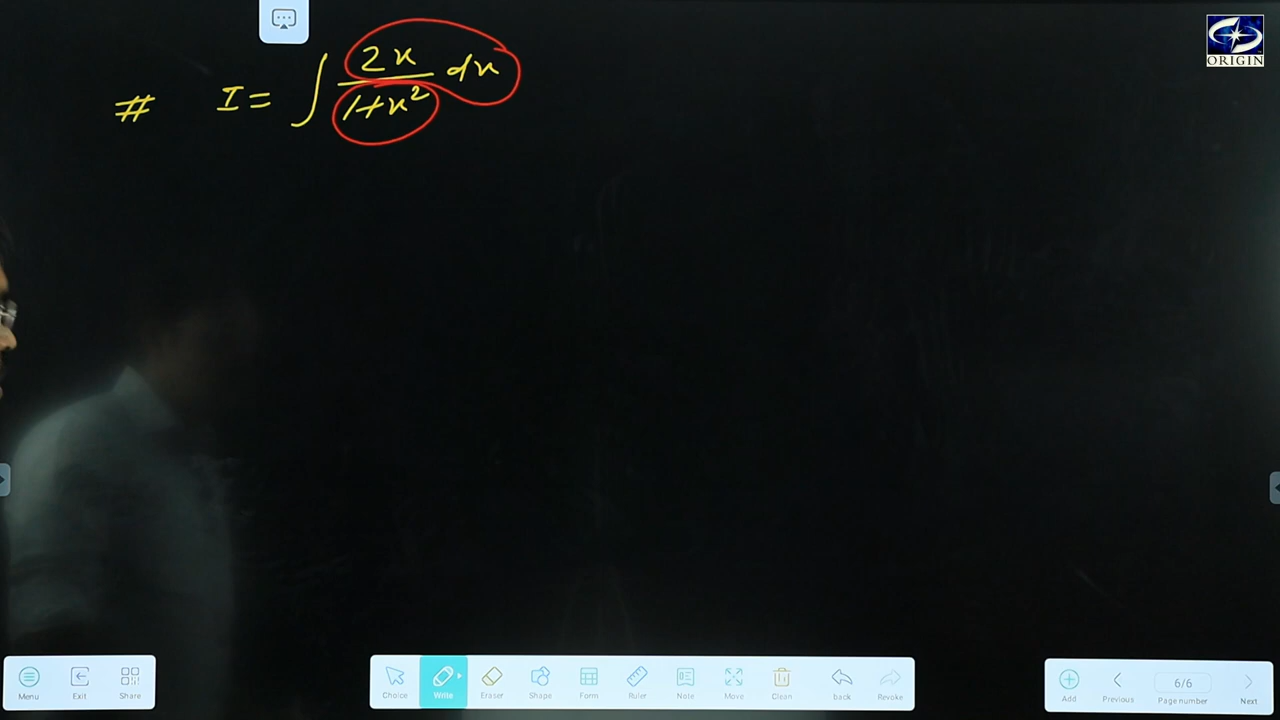 # I = ∫ 2x/(1+x²) dx
ORIGIN
Menu Exit Share
Choice Write Eraser Shape Form Ruler Note Move Clean back Revoke
Add Previous 6/6 Page number Next